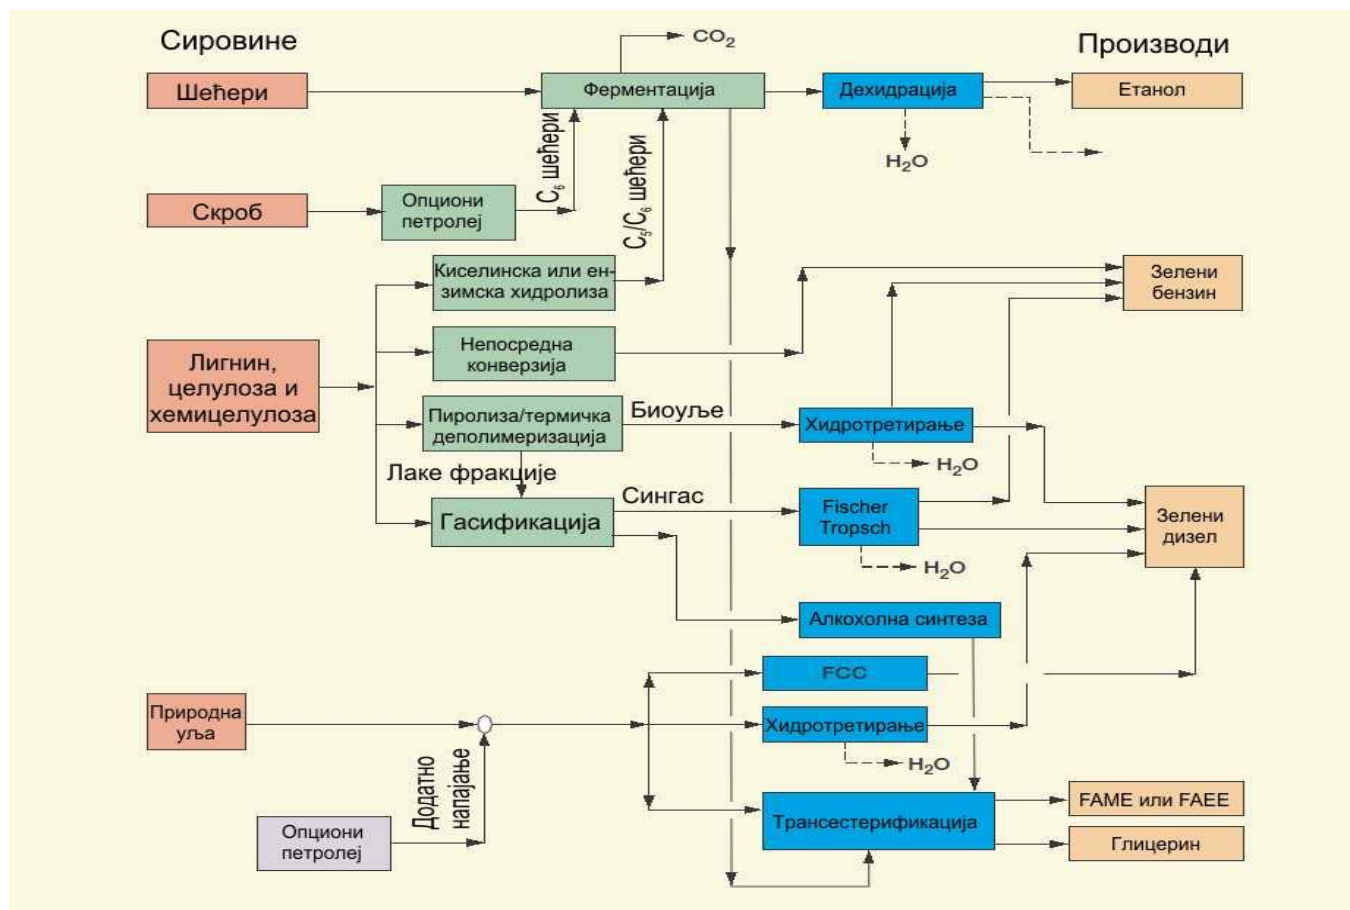 Сировине
Производи
CO₂
Шећери
Ферментација
Дехидрација
Етанол
H₂O
C₆ шећери
C₅/C₆ шећери
Скроб
Опциони
петролеј
Киселинска или ен-
зимска хидролиза
Зелени
бензин
Непосредна
конверзија
Лигнин,
целулоза и
хемицелулоза
Пиролиза/термичка
деполимеризација
Биоуље
Хидротретирање
H₂O
Лаке фракције
Гасификација
Сингас
Fischer
Tropsch
H₂O
Зелени
дизел
Алкохолна синтеза
FCC
Природна
уља
Хидротретирање
H₂O
Додатно
напајање
Опциони
петролеј
Трансестерификација
FAME или FAEE
Глицерин